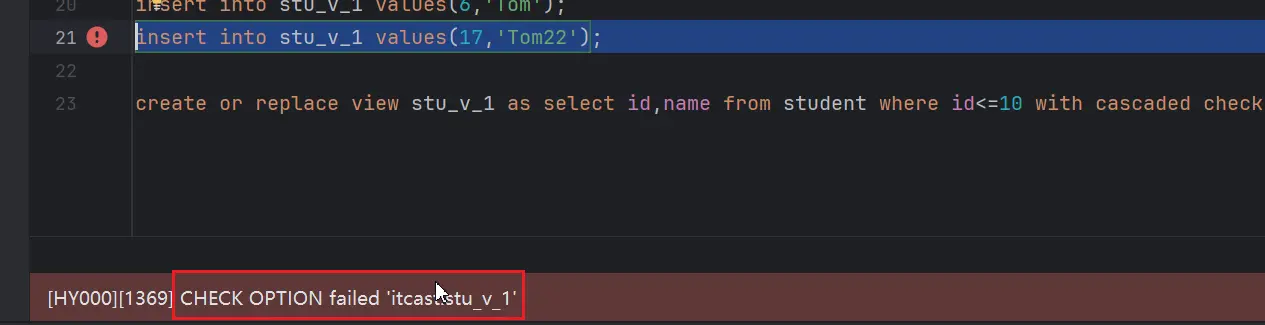 20 insert into stu_v_1 values(6,'Tom');
21 insert into stu_v_1 values(17,'Tom22');
22
23 create or replace view stu_v_1 as select id,name from student where id<=10 with cascaded check
[HY000][1369] CHECK OPTION failed 'itcast.stu_v_1'